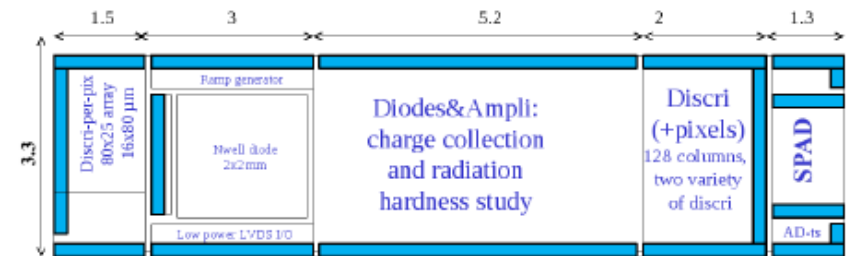 1.5
3
5.2
2
1.3
3.3
Discri-per-pix
80x25 array
16x80 µm
Ramp generator
Nwell diode
2x2mm
Low power LVDS I/O
Diodes&Ampli:
charge collection
and radiation
hardness study
Discri
(+pixels)
128 columns,
two variety
of discri
SPAD
AD-ts